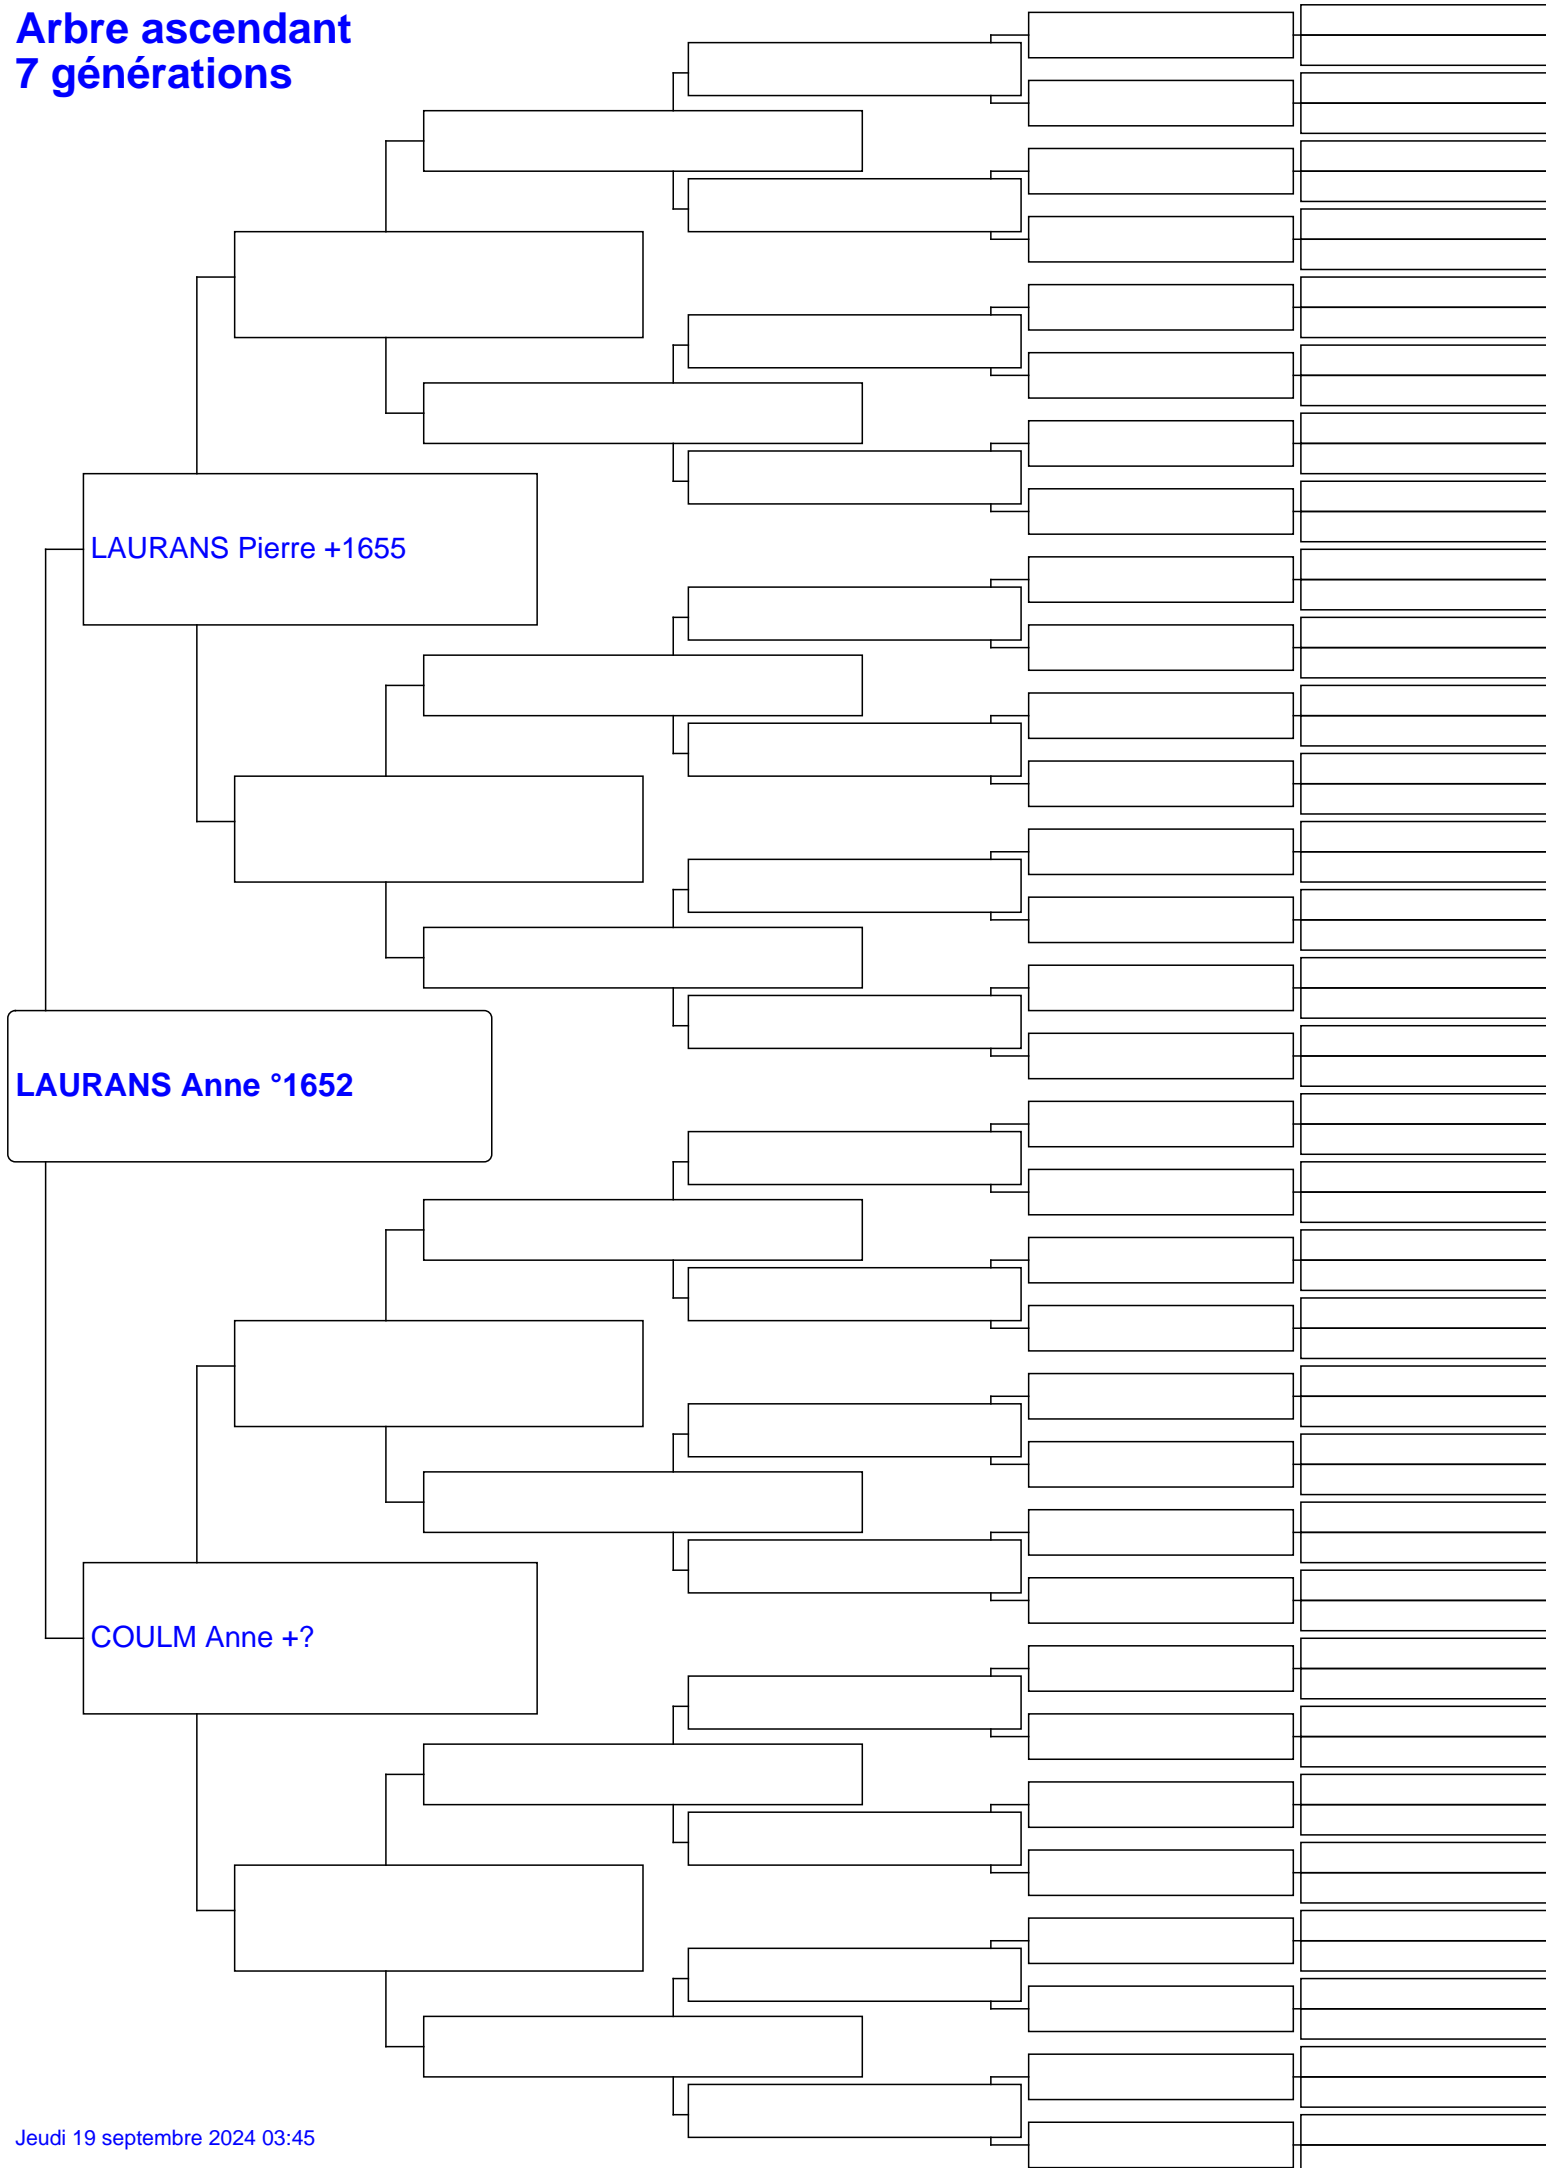 Arbre ascendant
7 générations
LAURANS Pierre +1655
LAURANS Anne °1652
COULM Anne +?
Jeudi 19 septembre 2024 03:45